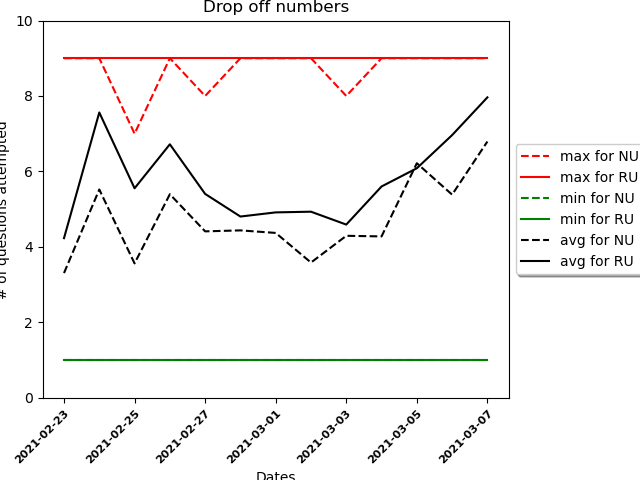 Drop off numbers
10
8
6
4
2
0
# of questions attempted
2021-02-23
2021-02-25
2021-02-27
2021-03-01
2021-03-03
2021-03-05
2021-03-07
Dates
max for NU
max for RU
min for NU
min for RU
avg for NU
avg for RU